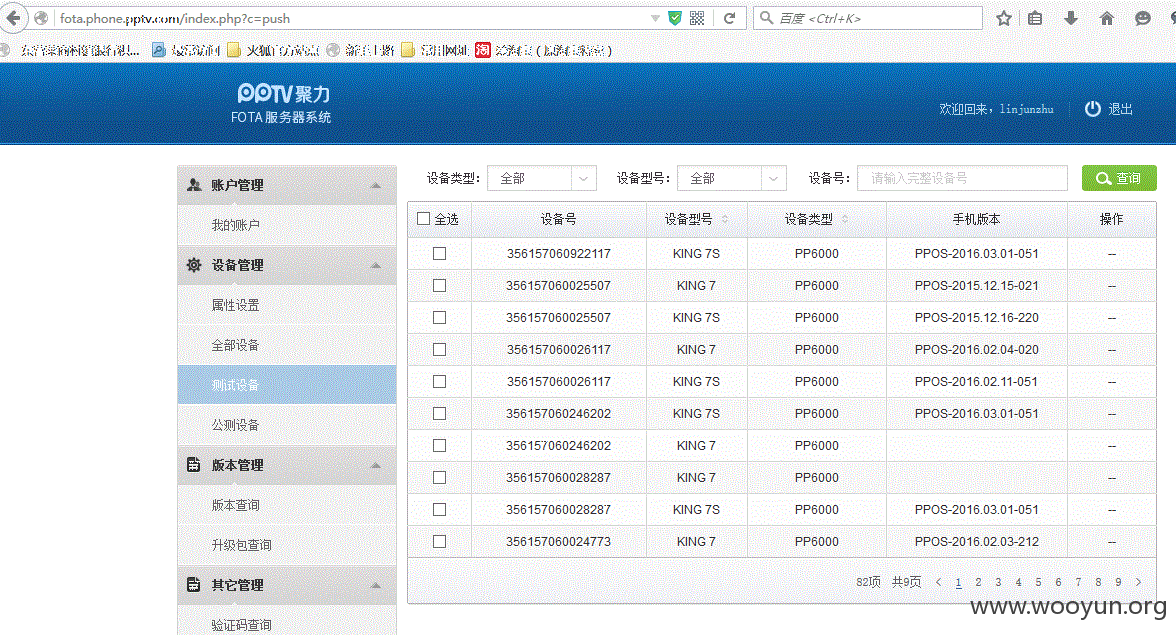 fota.phone.pptv.com/index.php?c=push
百度 <Ctrl+K>
最常访问 火狐官方站点 新手上路 常用网址 淘
PPTV聚力
FOTA服务器系统
欢迎回来，linjunzhu 退出
账户管理
我的账户
设备管理
属性设置
全部设备
测试设备
公测设备
版本管理
版本查询
升级包查询
其它管理
验证码查询
设备类型： 全部 设备型号： 全部 设备号： 请输入完整设备号 查询
全选 设备号 设备型号 设备类型 手机版本 操作
356157060922117 KING 7S PP6000 PPOS-2016.03.01-051 --
356157060025507 KING 7 PP6000 PPOS-2015.12.15-021 --
356157060025507 KING 7S PP6000 PPOS-2015.12.16-220 --
356157060026117 KING 7 PP6000 PPOS-2016.02.04-020 --
356157060026117 KING 7S PP6000 PPOS-2016.02.11-051 --
356157060246202 KING 7S PP6000 PPOS-2016.03.01-051 --
356157060246202 KING 7 PP6000 --
356157060028287 KING 7 PP6000 --
356157060028287 KING 7S PP6000 PPOS-2016.03.01-051 --
356157060024773 KING 7 PP6000 PPOS-2016.02.03-212 --
82项 共9页 < 1 2 3 4 5 6 7 8 9 >
www.wooyun.org